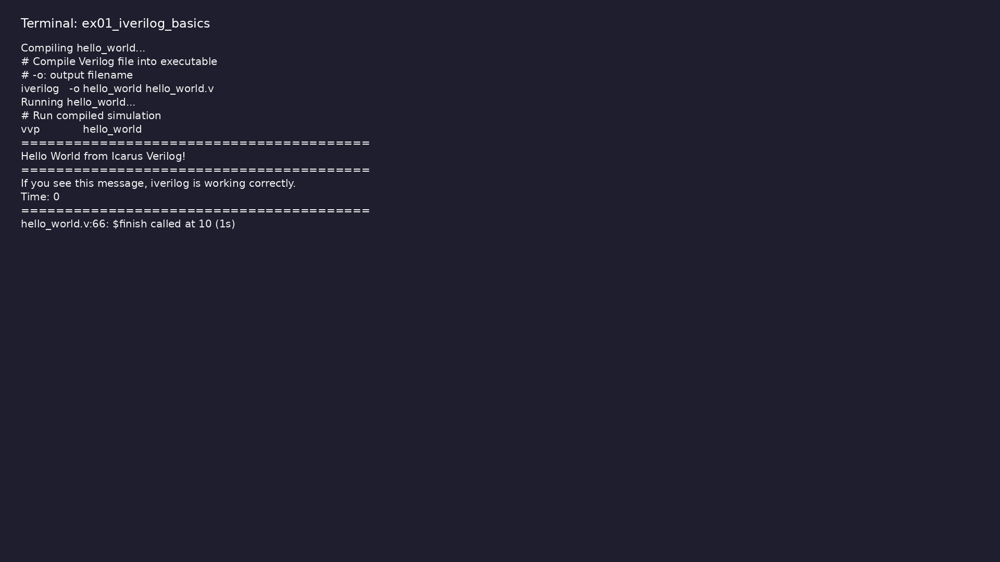 Terminal: ex01_iverilog_basics
Compiling hello_world...
# Compile Verilog file into executable
# -o: output filename
iverilog   -o hello_world hello_world.v
Running hello_world...
# Run compiled simulation
vvp             hello_world
========================================
Hello World from Icarus Verilog!
========================================
If you see this message, iverilog is working correctly.
Time: 0
========================================
hello_world.v:66: $finish called at 10 (1s)